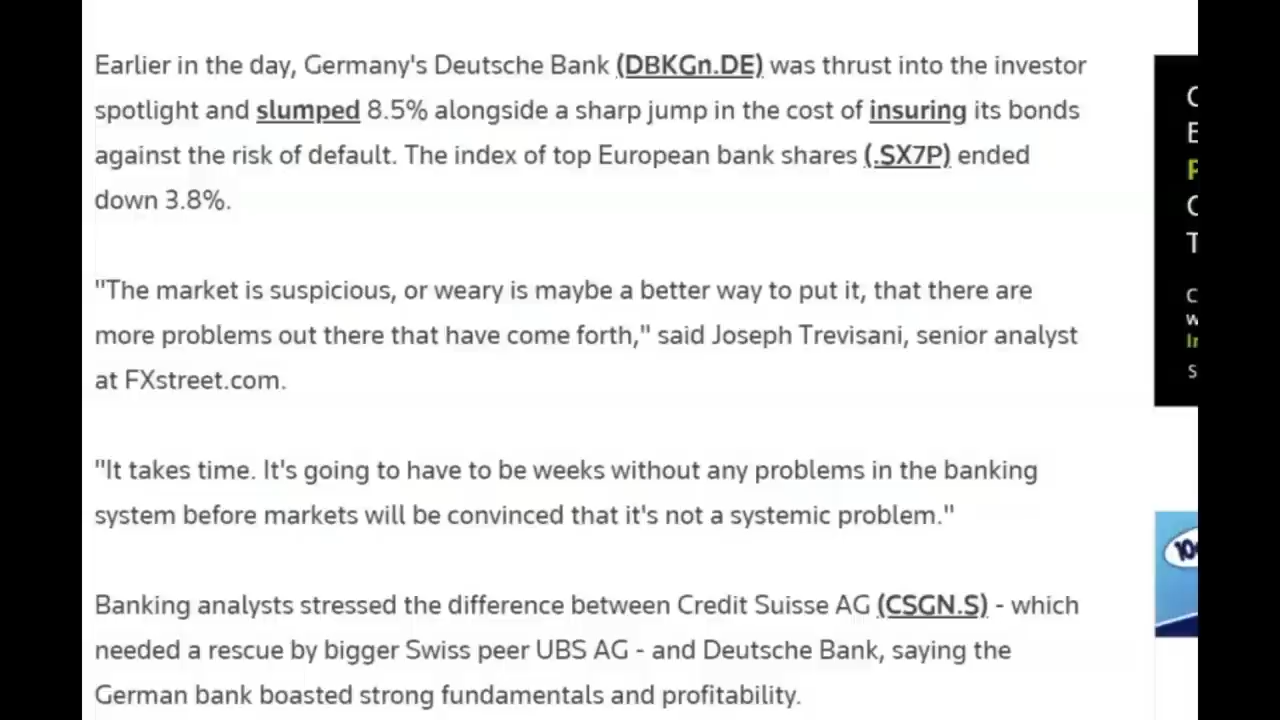 Earlier in the day, Germany's Deutsche Bank (DBKGn.DE) was thrust into the investor
spotlight and slumped 8.5% alongside a sharp jump in the cost of insuring its bonds
against the risk of default. The index of top European bank shares (.SX7P) ended
down 3.8%.
"The market is suspicious, or weary is maybe a better way to put it, that there are
more problems out there that have come forth," said Joseph Trevisani, senior analyst
at FXstreet.com.
"It takes time. It's going to have to be weeks without any problems in the banking
system before markets will be convinced that it's not a systemic problem."
Banking analysts stressed the difference between Credit Suisse AG (CSGN.S) - which
needed a rescue by bigger Swiss peer UBS AG - and Deutsche Bank, saying the
German bank boasted strong fundamentals and profitability.